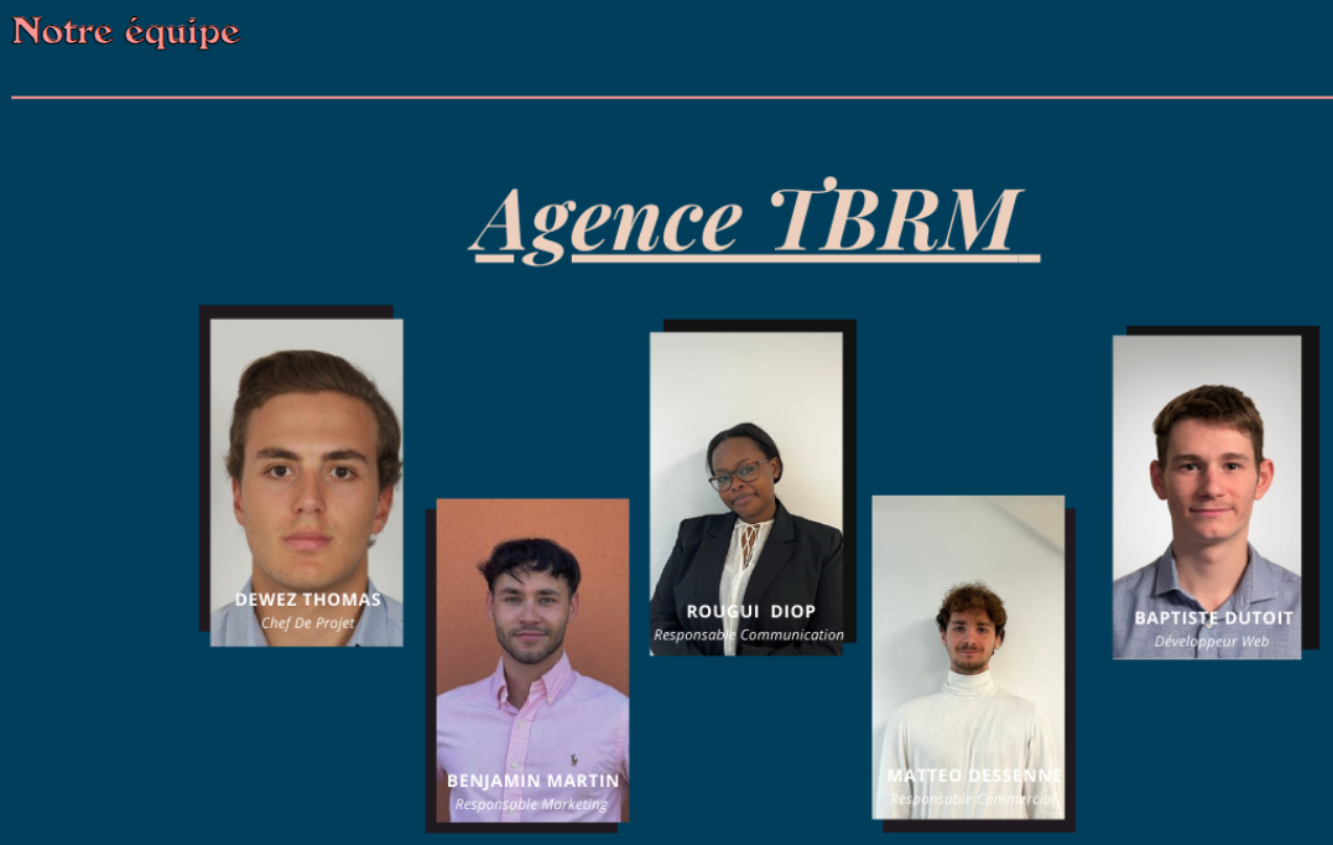 Notre équipe
Agence TBRM
DEWEZ THOMAS
Chef De Projet
BENJAMIN MARTIN
Responsable Marketing
ROUGUI DIOP
Responsable Communication
MATTEO DESSENNE
Responsable Commercial
BAPTISTE DUTOIT
Développeur Web